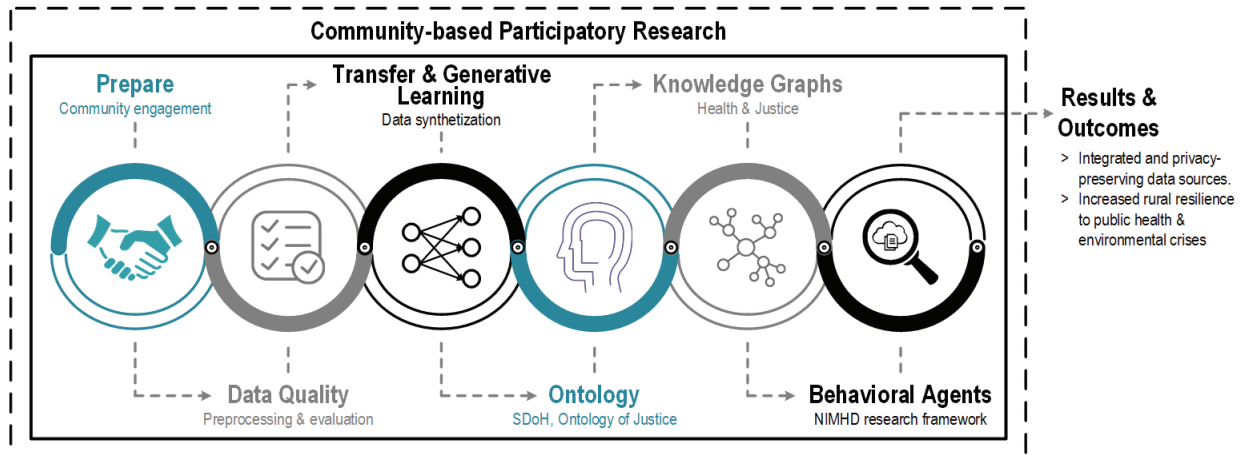 Community-based Participatory Research
Prepare
Community engagement
Transfer & Generative
Learning
Data synthetization
Knowledge Graphs
Health & Justice
Data Quality
Preprocessing & evaluation
Ontology
SDoH, Ontology of Justice
Behavioral Agents
NIMHD research framework
Results &
Outcomes
> Integrated and privacy-
preserving data sources.
> Increased rural resilience
to public health &
environmental crises